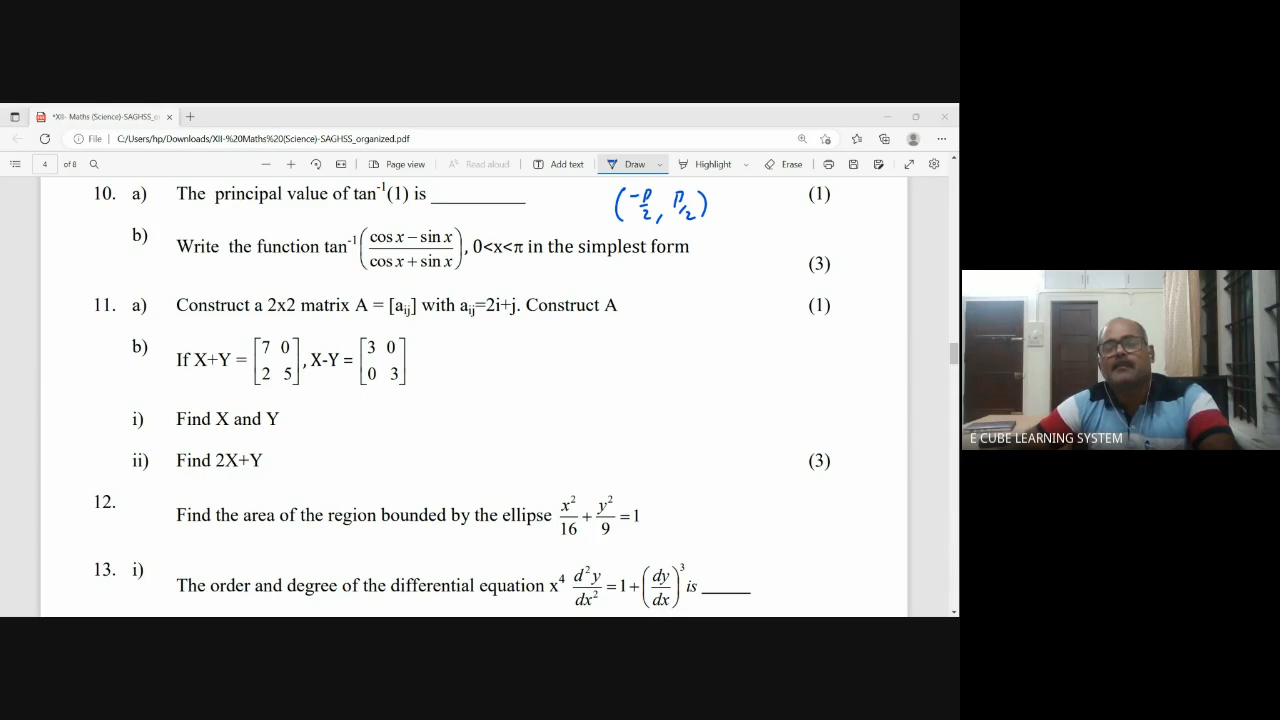 *XII- Maths (Science)-SAGHSS_o
File C:/Users/hp/Downloads/XII-%20Maths%20(Science)-SAGHSS_organized.pdf
4 of 8 Page view Read aloud Add text Draw Highlight Erase
10. a) The principal value of tan⁻¹(1) is __________ (-π/2, π/2) (1)
b) Write the function tan⁻¹((cos x − sin x)/(cos x + sin x)), 0<x<π in the simplest form
(3)
11. a) Construct a 2x2 matrix A = [aᵢⱼ] with aᵢⱼ=2i+j. Construct A (1)
b) If X+Y = [7 0; 2 5], X-Y = [3 0; 0 3]
i) Find X and Y
ii) Find 2X+Y (3)
12. Find the area of the region bounded by the ellipse x²/16 + y²/9 = 1
13. i) The order and degree of the differential equation x⁴ d²y/dx² = 1 + (dy/dx)³ is _____
E CUBE LEARNING SYSTEM